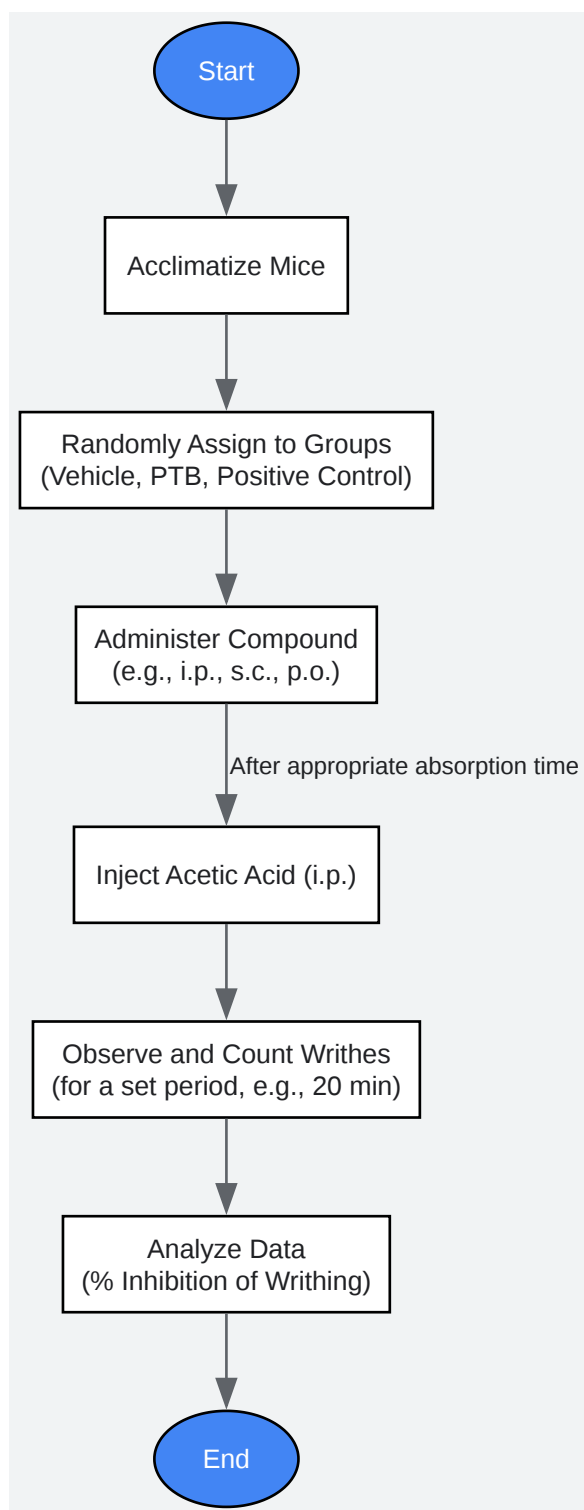 Start
Acclimatize Mice
Randomly Assign to Groups
(Vehicle, PTB, Positive Control)
Administer Compound
(e.g., i.p., s.c., p.o.)
After appropriate absorption time
Inject Acetic Acid (i.p.)
Observe and Count Writhes
(for a set period, e.g., 20 min)
Analyze Data
(% Inhibition of Writhing)
End